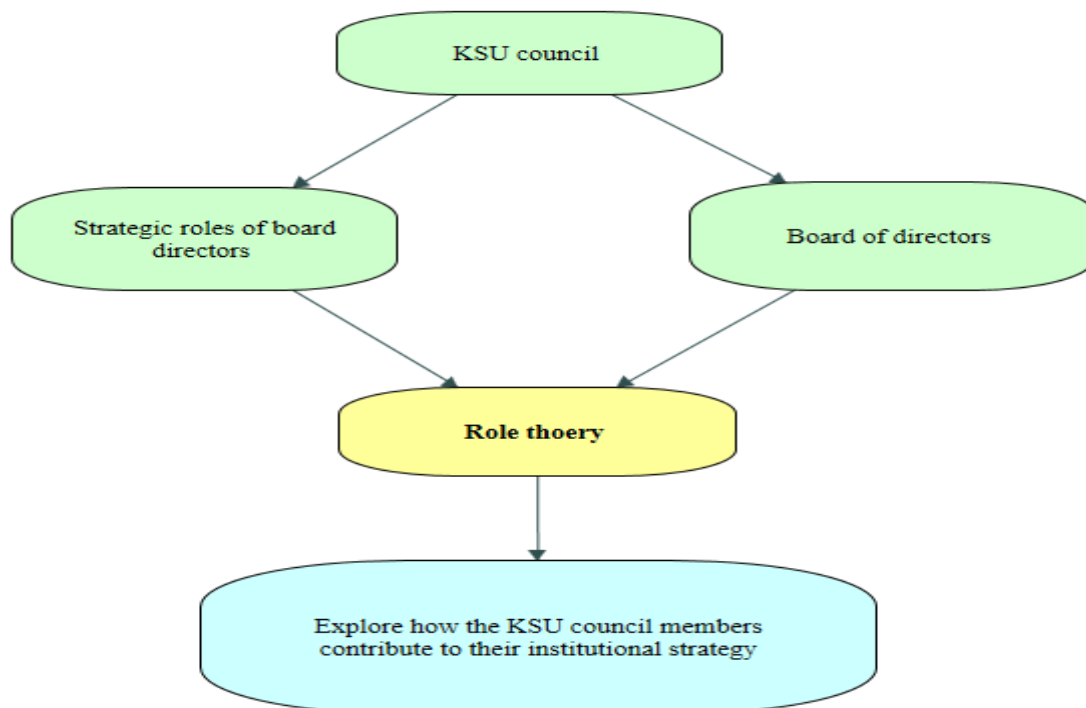 KSU council
Strategic roles of board
directors
Board of directors
Role thoery
Explore how the KSU council members
contribute to their institutional strategy